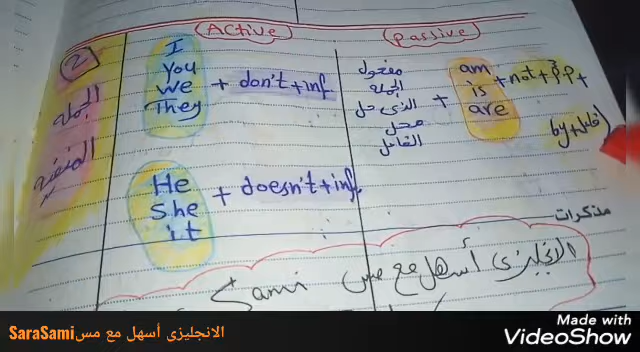 Active
passive
2
الجملة
المنفية
I
You
we
They
+ don't + inf.
He
she
it
+ doesn't + inf.
مفعول
الجملة
الذى حل
محل
الفاعل
+
am
is
are
+ not + P.P +
by + فاعل)
مذكرات
الانجليزى أسهل مع مس
Sami
SaraSami الانجليزى أسهل مع مس
Made with
VideoShow